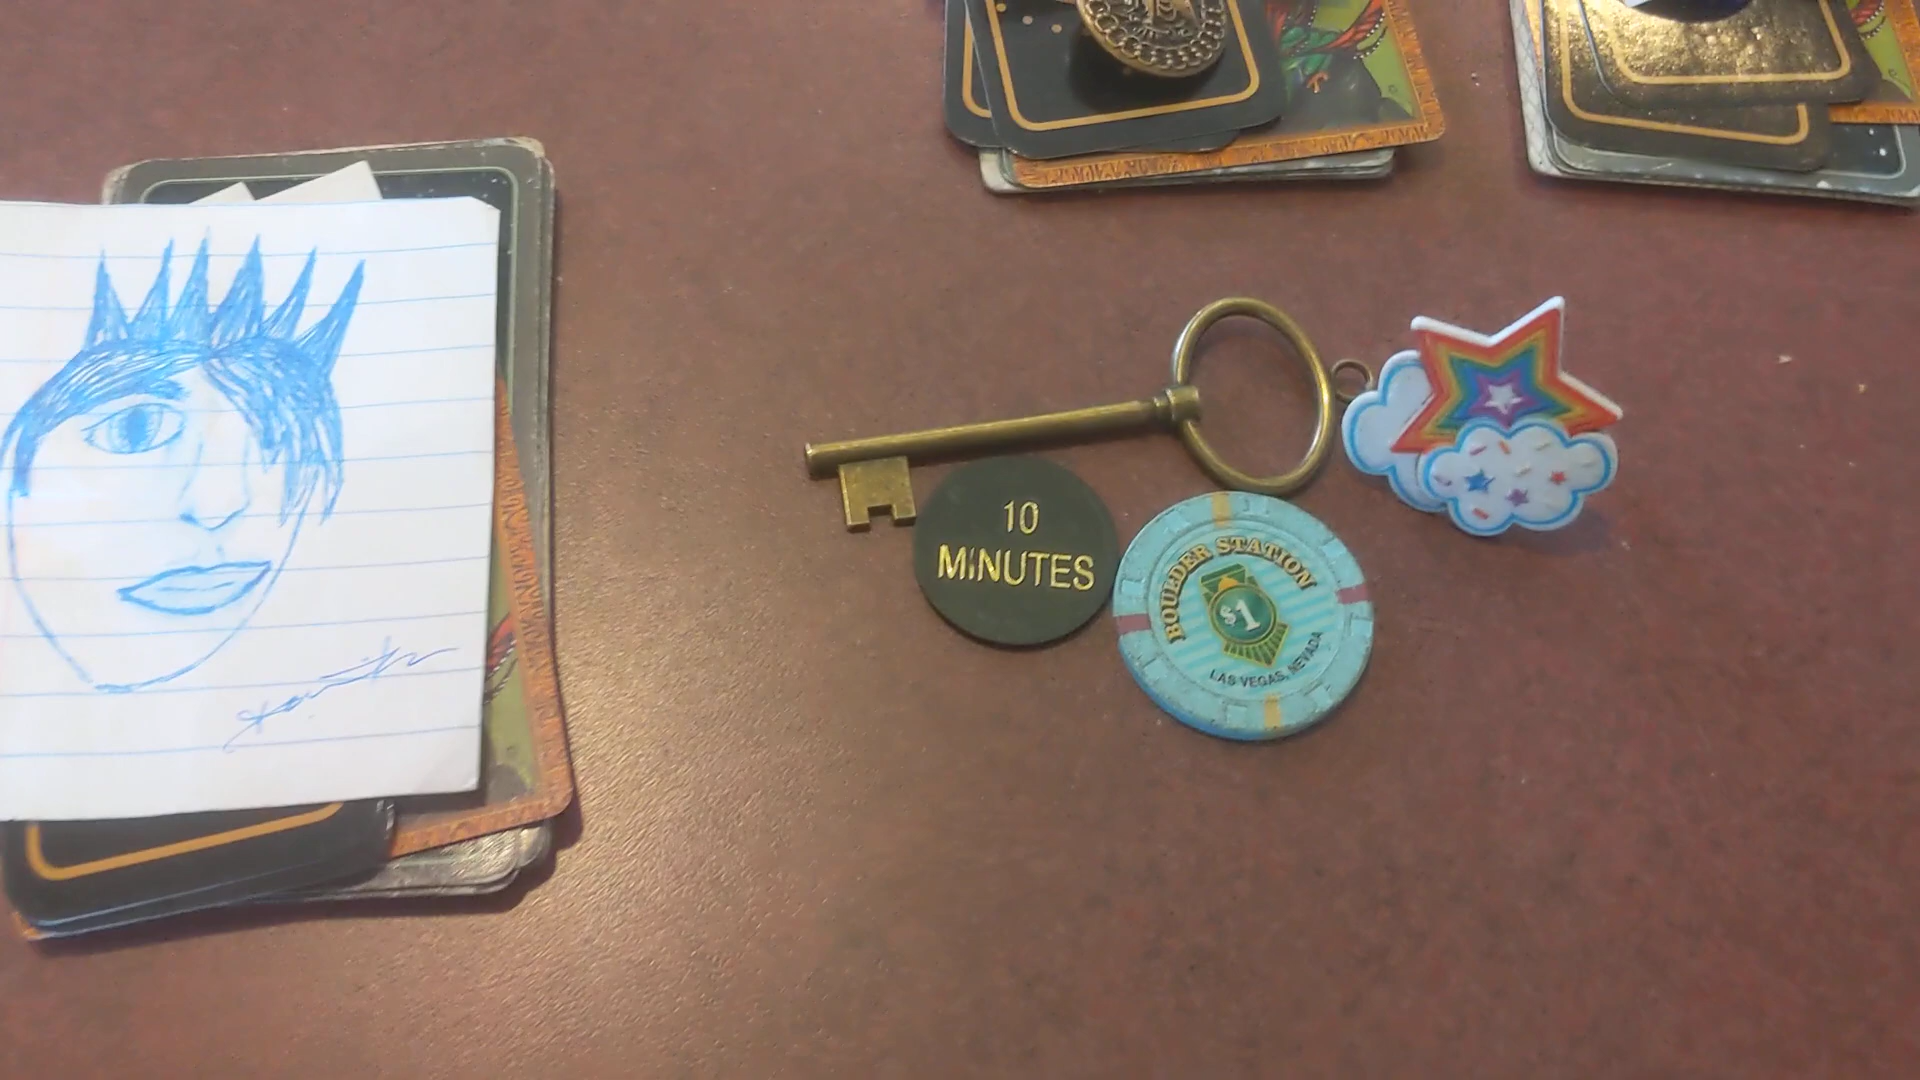 10
MINUTES
BOULDER STATION
$1
LAS VEGAS, NEVADA